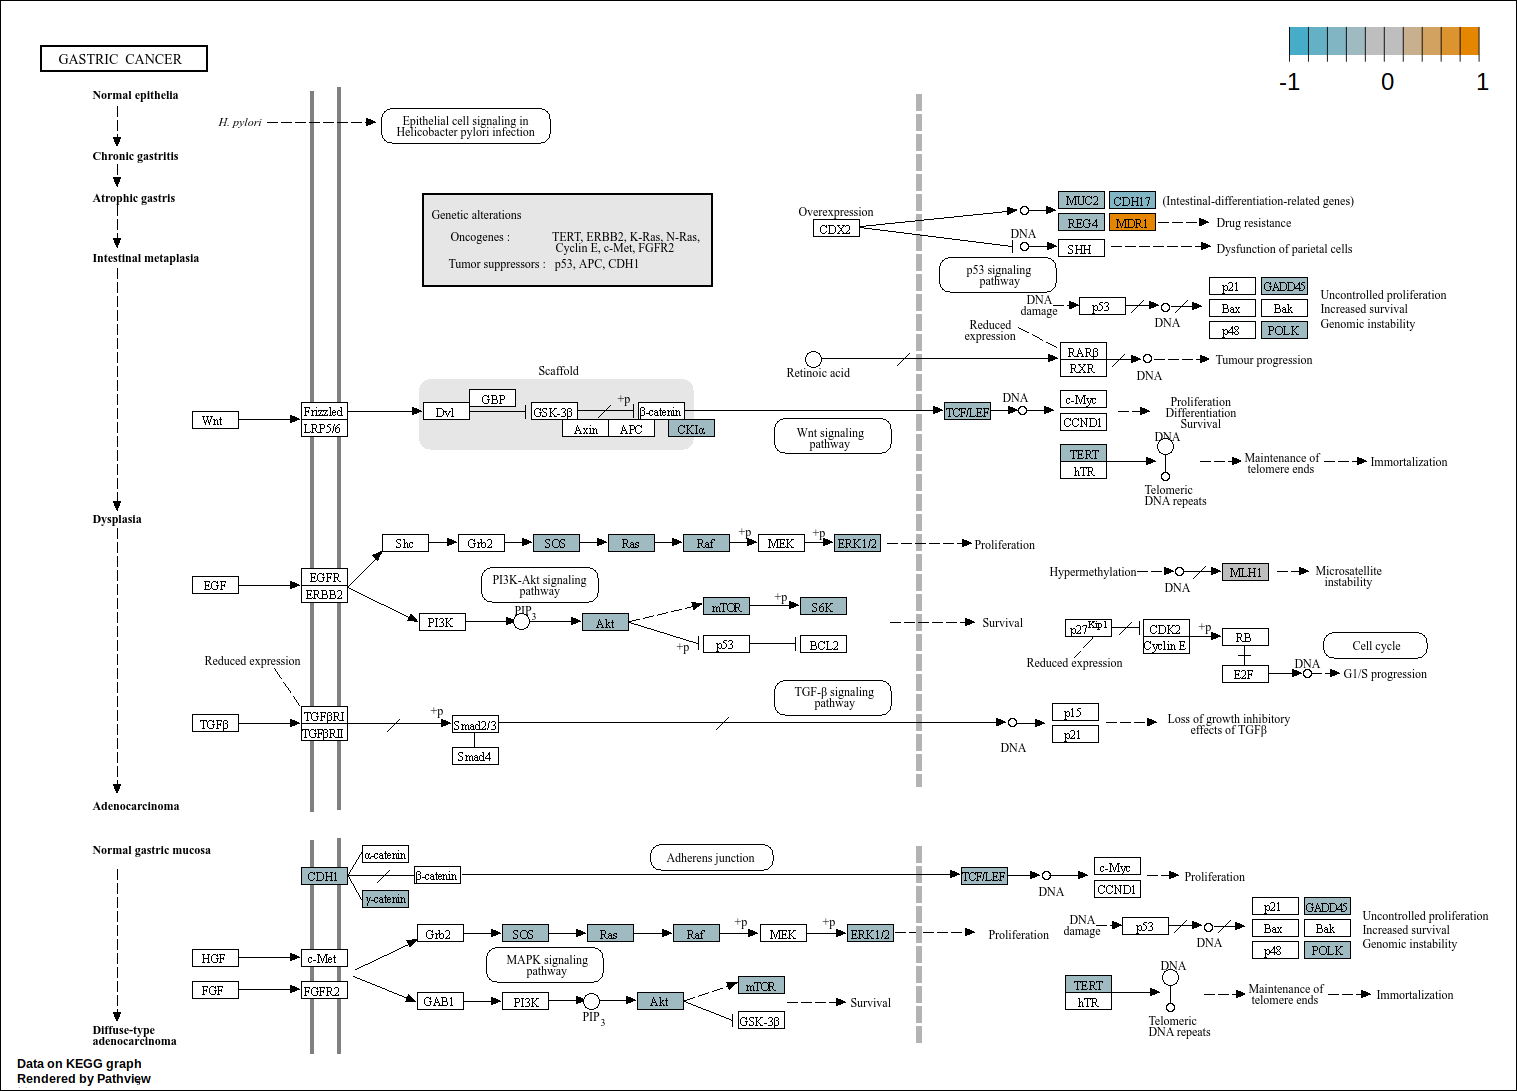 GASTRIC CANCER
-1 0 1
Normal epithelia
H. pylori
Epithelial cell signaling in
Helicobacter pylori infection
Chronic gastritis
Atrophic gastris
Intestinal metaplasia
Genetic alterations
Oncogenes : TERT, ERBB2, K-Ras, N-Ras,
Cyclin E, c-Met, FGFR2
Tumor suppressors : p53, APC, CDH1
Overexpression
CDX2
DNA
MUC2 CDH17 (Intestinal-differentiation-related genes)
REG4 MDR1 Drug resistance
SHH Dysfunction of parietal cells
p53 signaling
pathway
DNA
damage
p53
DNA
p21 GADD45
Bax Bak
p48 POLK
Uncontrolled proliferation
Increased survival
Genomic instability
Reduced
expression
Retinoic acid
RARβ
RXR
DNA
Tumour progression
Scaffold
Wnt
Frizzled
LRP5/6
Dvl
GBP
GSK-3β
+p
β-catenin
Axin APC CKIα
Wnt signaling
pathway
TCF/LEF
DNA
c-Myc
CCND1
Proliferation
Differentiation
Survival
TERT
hTR
DNA
Telomeric
DNA repeats
Maintenance of
telomere ends
Immortalization
Dysplasia
EGF
EGFR
ERBB2
Shc Grb2 SOS Ras Raf +p MEK +p ERK1/2
Proliferation
PI3K-Akt signaling
pathway
PI3K
PIP3
Akt
mTOR +p S6K
+p p53 BCL2
Survival
Hypermethylation
DNA
MLH1
Microsatellite
instability
p27Kip1
CDK2
Cyclin E
+p
RB
E2F
Reduced expression
Cell cycle
DNA
G1/S progression
Reduced expression
TGFβ
TGFβRI
TGFβRII
+p
Smad2/3
Smad4
TGF-β signaling
pathway
DNA
p15
p21
Loss of growth inhibitory
effects of TGFβ
Adenocarcinoma
Normal gastric mucosa
CDH1
α-catenin
β-catenin
γ-catenin
Adherens junction
TCF/LEF
DNA
c-Myc
CCND1
Proliferation
HGF
c-Met
FGF
FGFR2
Grb2 SOS Ras Raf +p MEK +p ERK1/2
Proliferation
MAPK signaling
pathway
GAB1 PI3K
PIP3
Akt
mTOR
GSK-3β
Survival
DNA
damage
p53
DNA
p21 GADD45
Bax Bak
p48 POLK
Uncontrolled proliferation
Increased survival
Genomic instability
TERT
hTR
DNA
Telomeric
DNA repeats
Maintenance of
telomere ends
Immortalization
Diffuse-type
adenocarcinoma
Data on KEGG graph
Rendered by Pathview